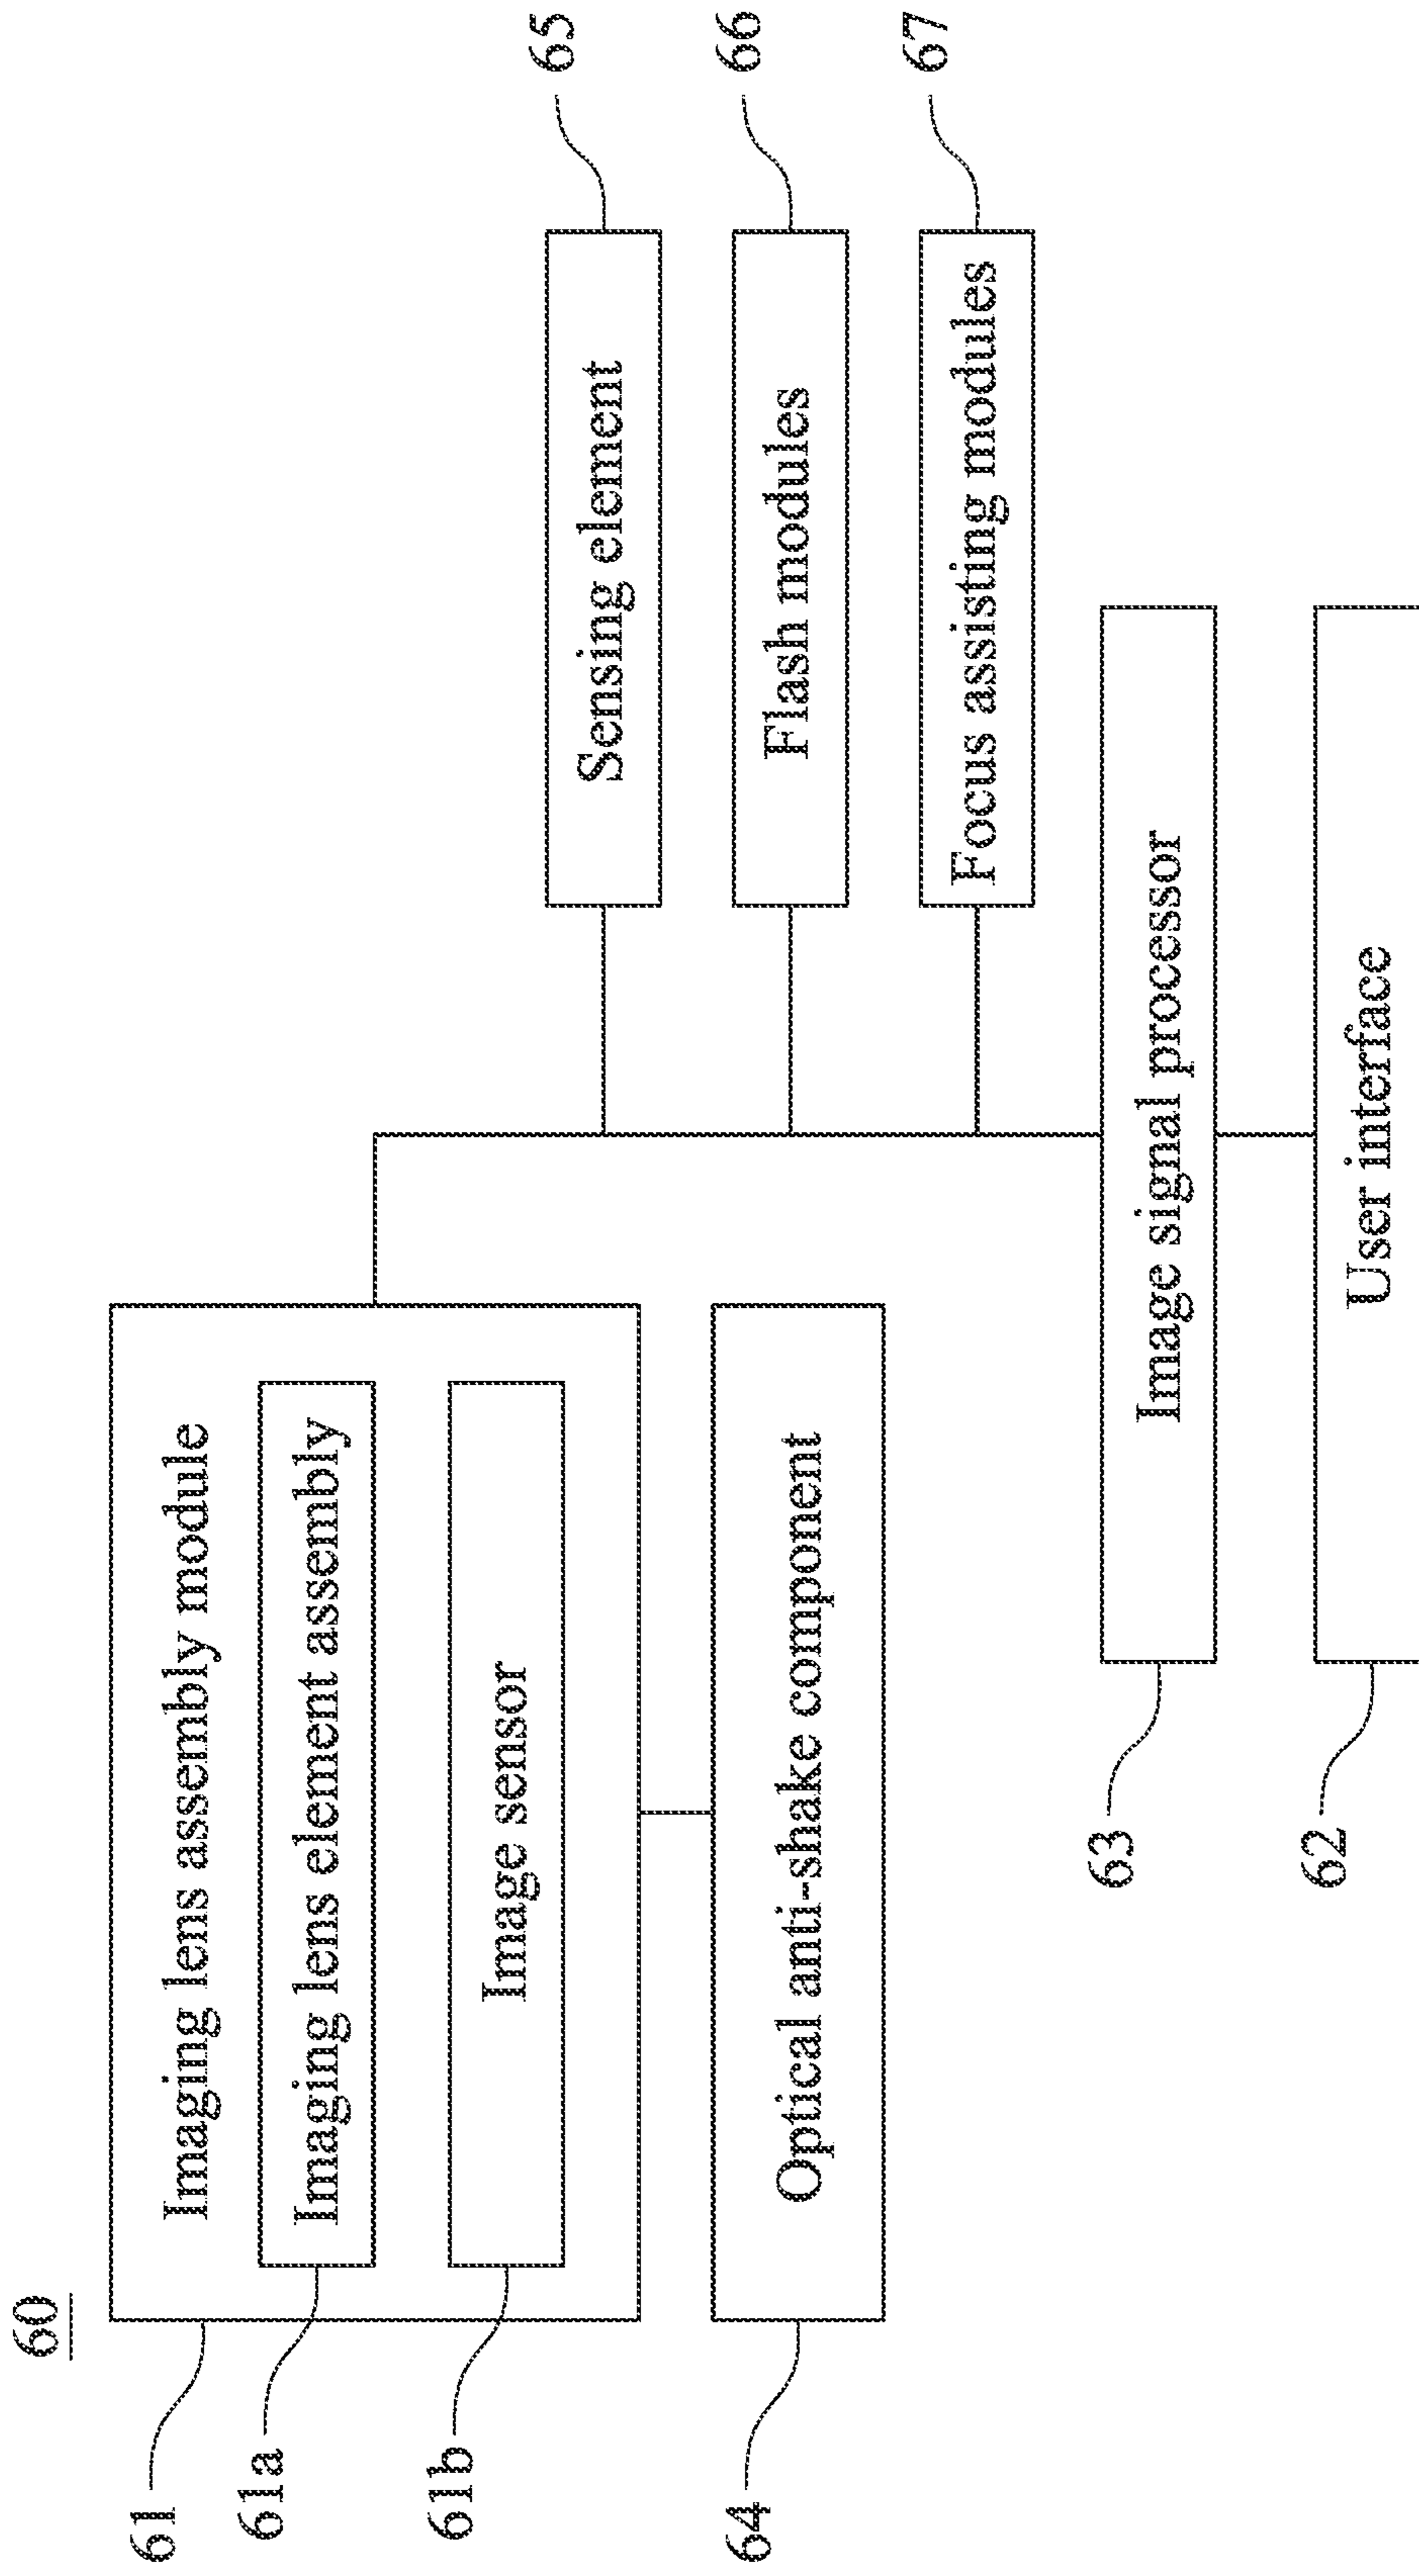 60
61
Imaging lens assembly module
61a
Imaging lens element assembly
61b
Image sensor
64
Optical anti-shake component
Sensing element
65
Flash modules
66
Focus assisting modules
67
63
Image signal processor
62
User interface